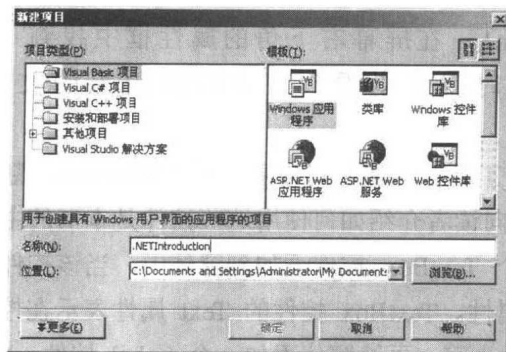 新建项目
项目类型(P):
模板(T):
Visual Basic 项目
Visual C# 项目
Visual C++ 项目
安装和部署项目
其他项目
Visual Studio 解决方案
Windows 应用程序
类库
Windows 控件库
ASP.NET Web 应用程序
ASP.NET Web 服务
Web 控件库
用于创建具有 Windows 用户界面的应用程序的项目
名称(N):
.NETIntroduction
位置(L):
C:\Documents and Settings\Administrator\My Documents
浏览(B)...
更多(E)
确定
取消
帮助